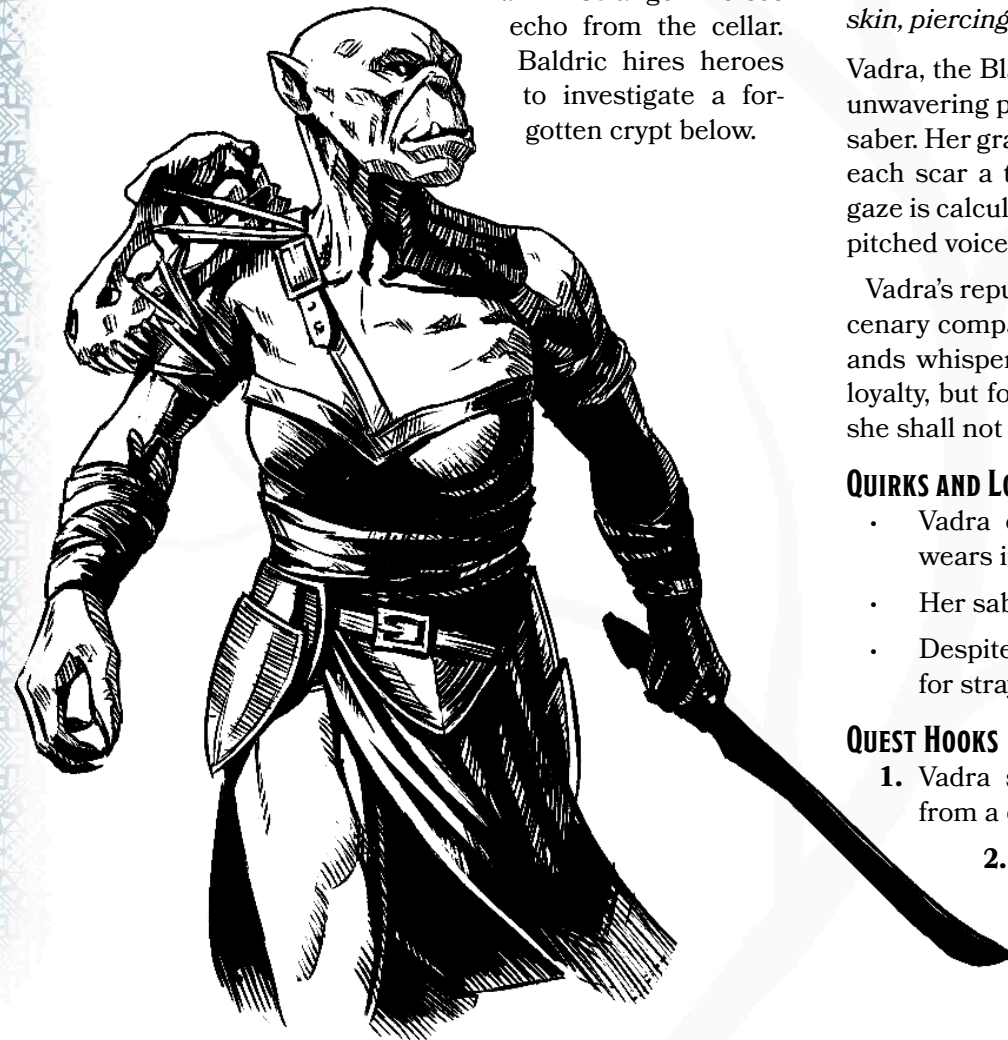 echo from the cellar.
Baldric hires heroes
to investigate a for-
gotten crypt below.
skin, piercing
Vadra, the Bla
unwavering p
saber. Her gra
each scar a t
gaze is calcul
pitched voice
Vadra's repu
cenary compa
ands whisper
loyalty, but fo
she shall not
QUIRKS AND LO
· Vadra
wears i
· Her sab
· Despite
for stra
QUEST HOOKS
1. Vadra s
from a
2.